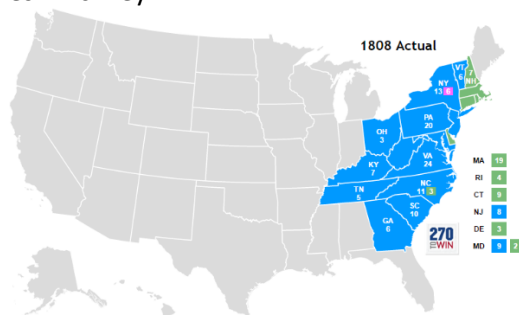 1808 Actual
VT
6
7
NH
NY
13 6
PA
20
OH
3
VA
24
KY
7
NC
11 3
TN
5
SC
10
GA
6
MA 19
RI 4
CT 9
NJ 8
DE 3
MD 9 2
270
TO
WIN